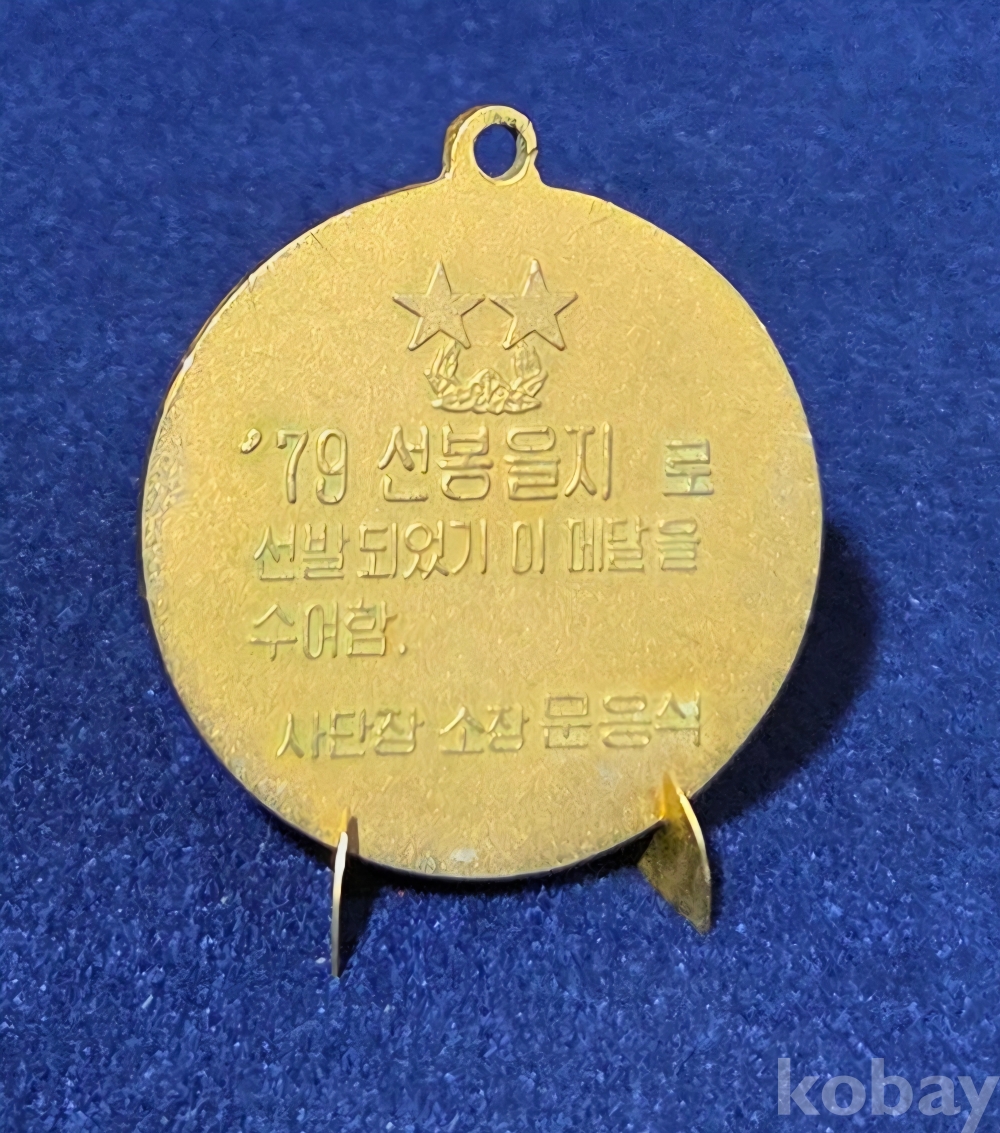 '79 선봉을지 로
선발되었기 이 메달을
수여함.
사단장 소장 문응식
kobay